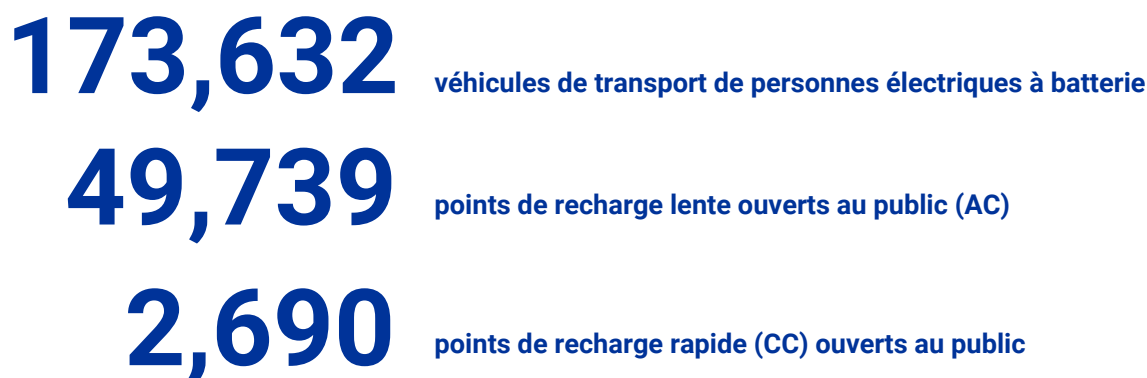 173,632 véhicules de transport de personnes électriques à batterie
49,739 points de recharge lente ouverts au public (AC)
2,690 points de recharge rapide (CC) ouverts au public